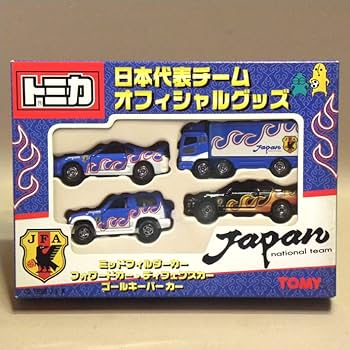 トミカ
日本代表チーム
オフィシャルグッズ
Japan
JFA
Japan
national team
ミッドフィルダーカー
フォワードカー・ディフェンスカー
ゴールキーパーカー
TOMY